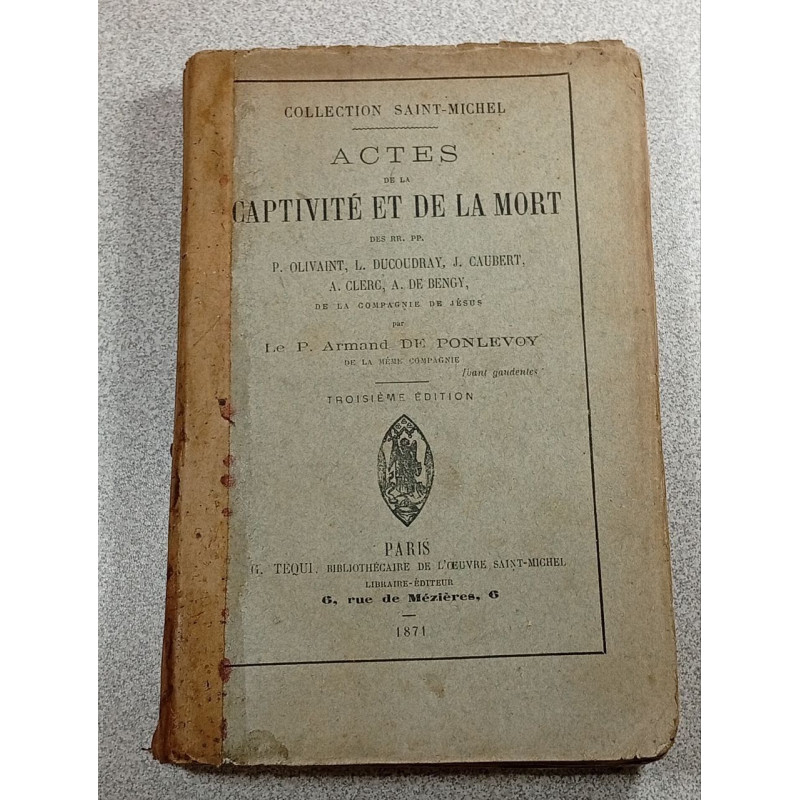 COLLECTION SAINT-MICHEL
ACTES
DE LA
CAPTIVITÉ ET DE LA MORT
DES RR. PP.
P. OLIVAINT, L. DUCOUDRAY, J. CAUBERT,
A. CLERC, A. DE BENGY,
DE LA COMPAGNIE DE JÉSUS
par
Le P. Armand DE PONLEVOY
DE LA MÊME COMPAGNIE
Ibant gaudentes
TROISIÈME ÉDITION
PARIS
G. TEQUI, BIBLIOTHÉCAIRE DE L'ŒUVRE SAINT-MICHEL
LIBRAIRE-ÉDITEUR
6, rue de Mézières, 6
1871